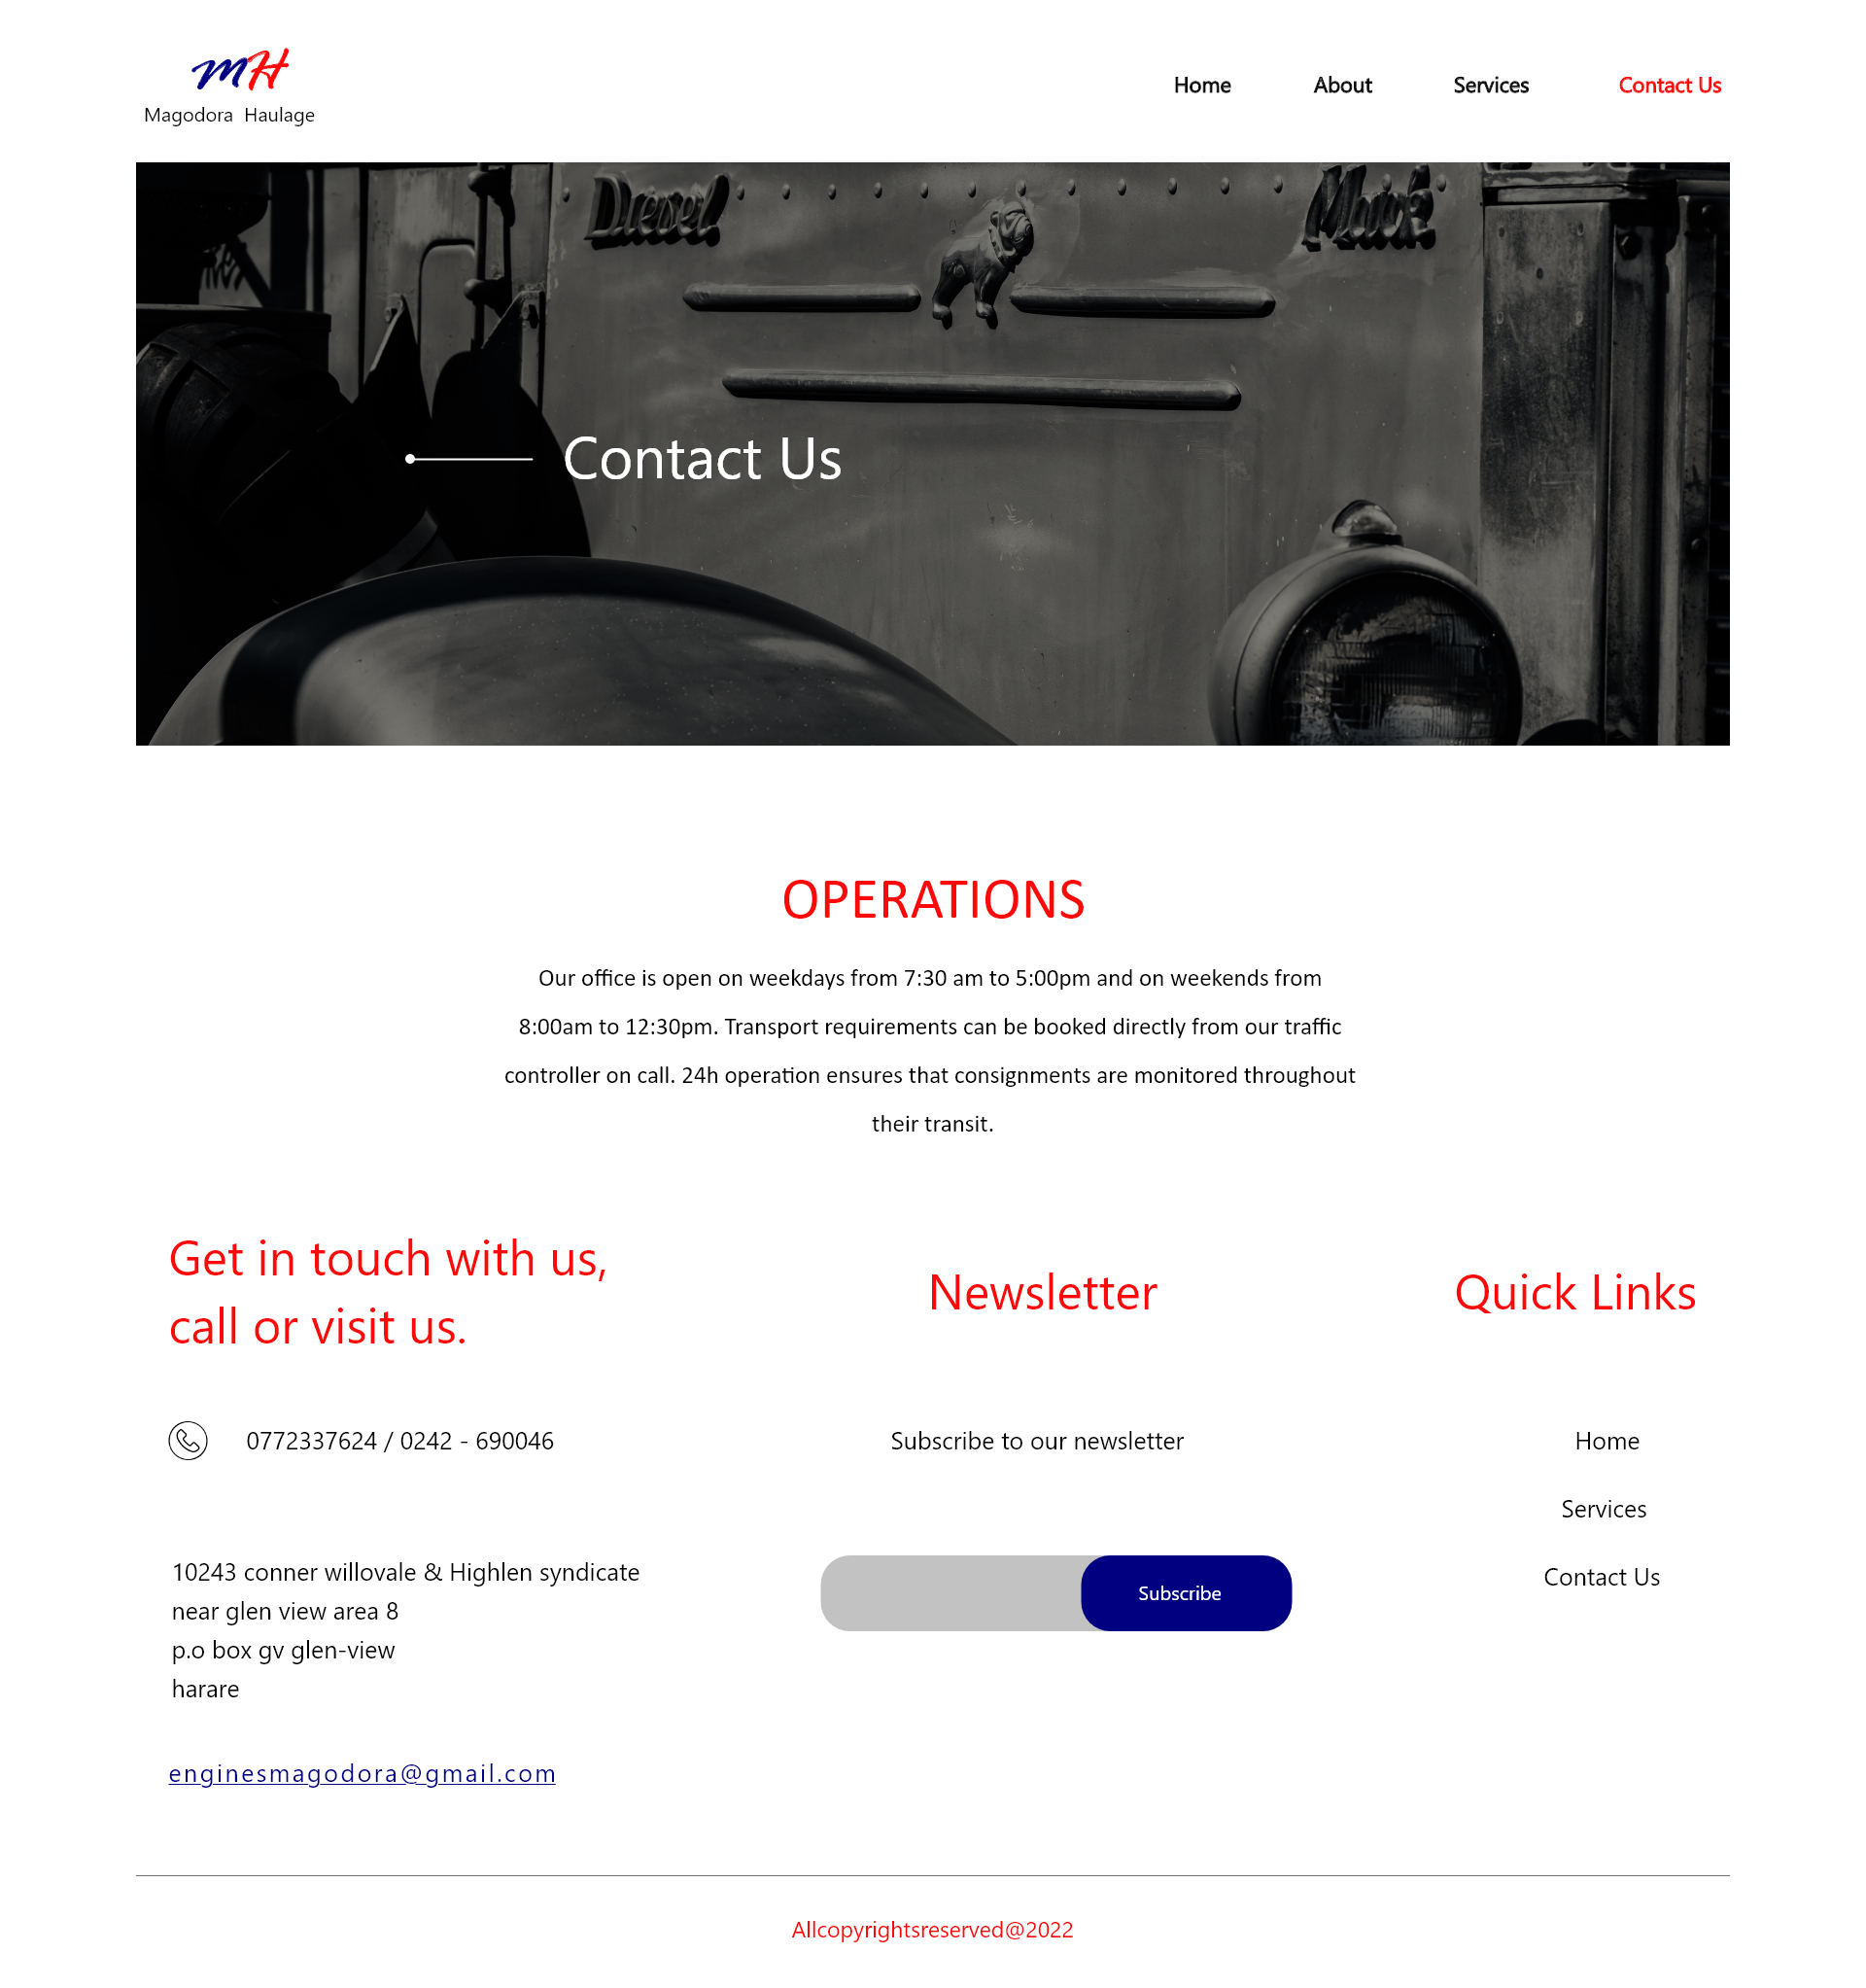 MH
Magodora Haulage
Home About Services Contact Us
Diesel Mack
Contact Us
OPERATIONS
Our office is open on weekdays from 7:30 am to 5:00pm and on weekends from
8:00am to 12:30pm. Transport requirements can be booked directly from our traffic
controller on call. 24h operation ensures that consignments are monitored throughout
their transit.
Get in touch with us,
call or visit us.
0772337624 / 0242 - 690046
10243 conner willovale & Highlen syndicate
near glen view area 8
p.o box gv glen-view
harare
enginesmagodora@gmail.com
Newsletter
Subscribe to our newsletter
Subscribe
Quick Links
Home
Services
Contact Us
Allcopyrightsreserved@2022